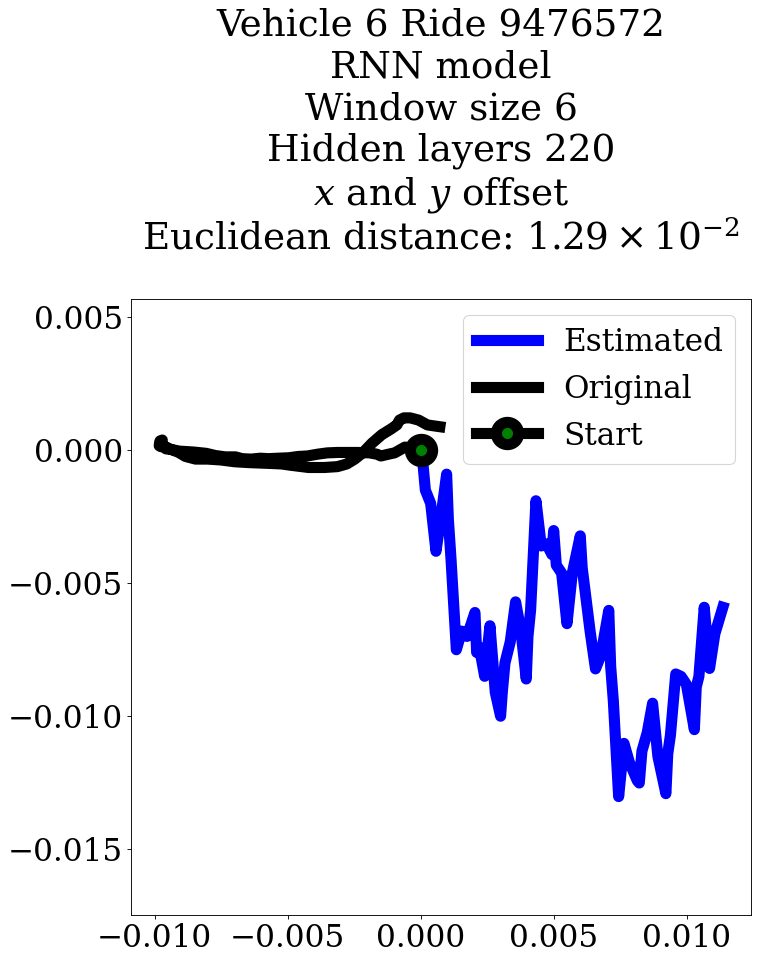 Vehicle 6 Ride 9476572
RNN model
Window size 6
Hidden layers 220
x and y offset
Euclidean distance: 1.29 × 10⁻²
0.005
0.000
−0.005
−0.010
−0.015
Estimated
Original
Start
−0.010 −0.005 0.000 0.005 0.010